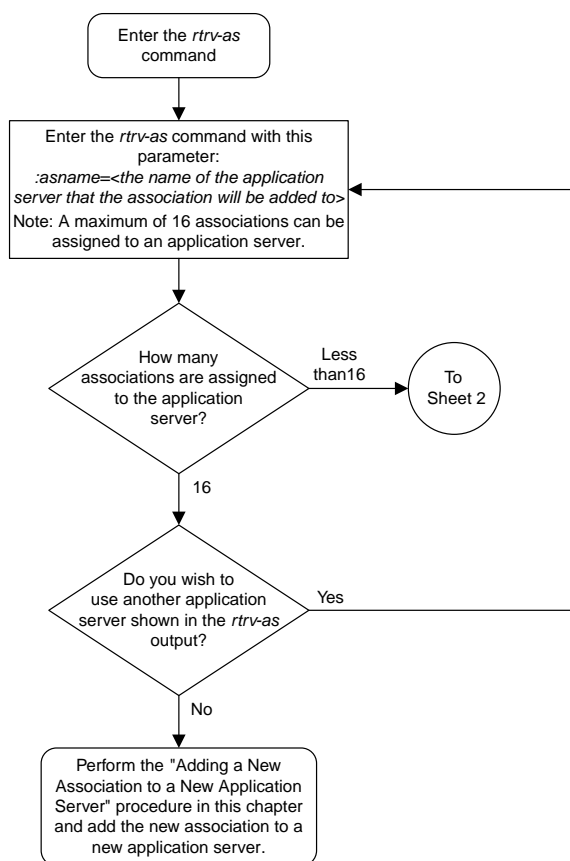 Enter the rtrv-as
command
Enter the rtrv-as command with this
parameter:
:asname=<the name of the application
server that the association will be added to>
Note: A maximum of 16 associations can be
assigned to an application server.
How many
associations are assigned
to the application
server?
Less
than16
To
Sheet 2
16
Do you wish to
use another application
server shown in the rtrv-as
output?
Yes
No
Perform the "Adding a New
Association to a New Application
Server" procedure in this chapter
and add the new association to a
new application server.